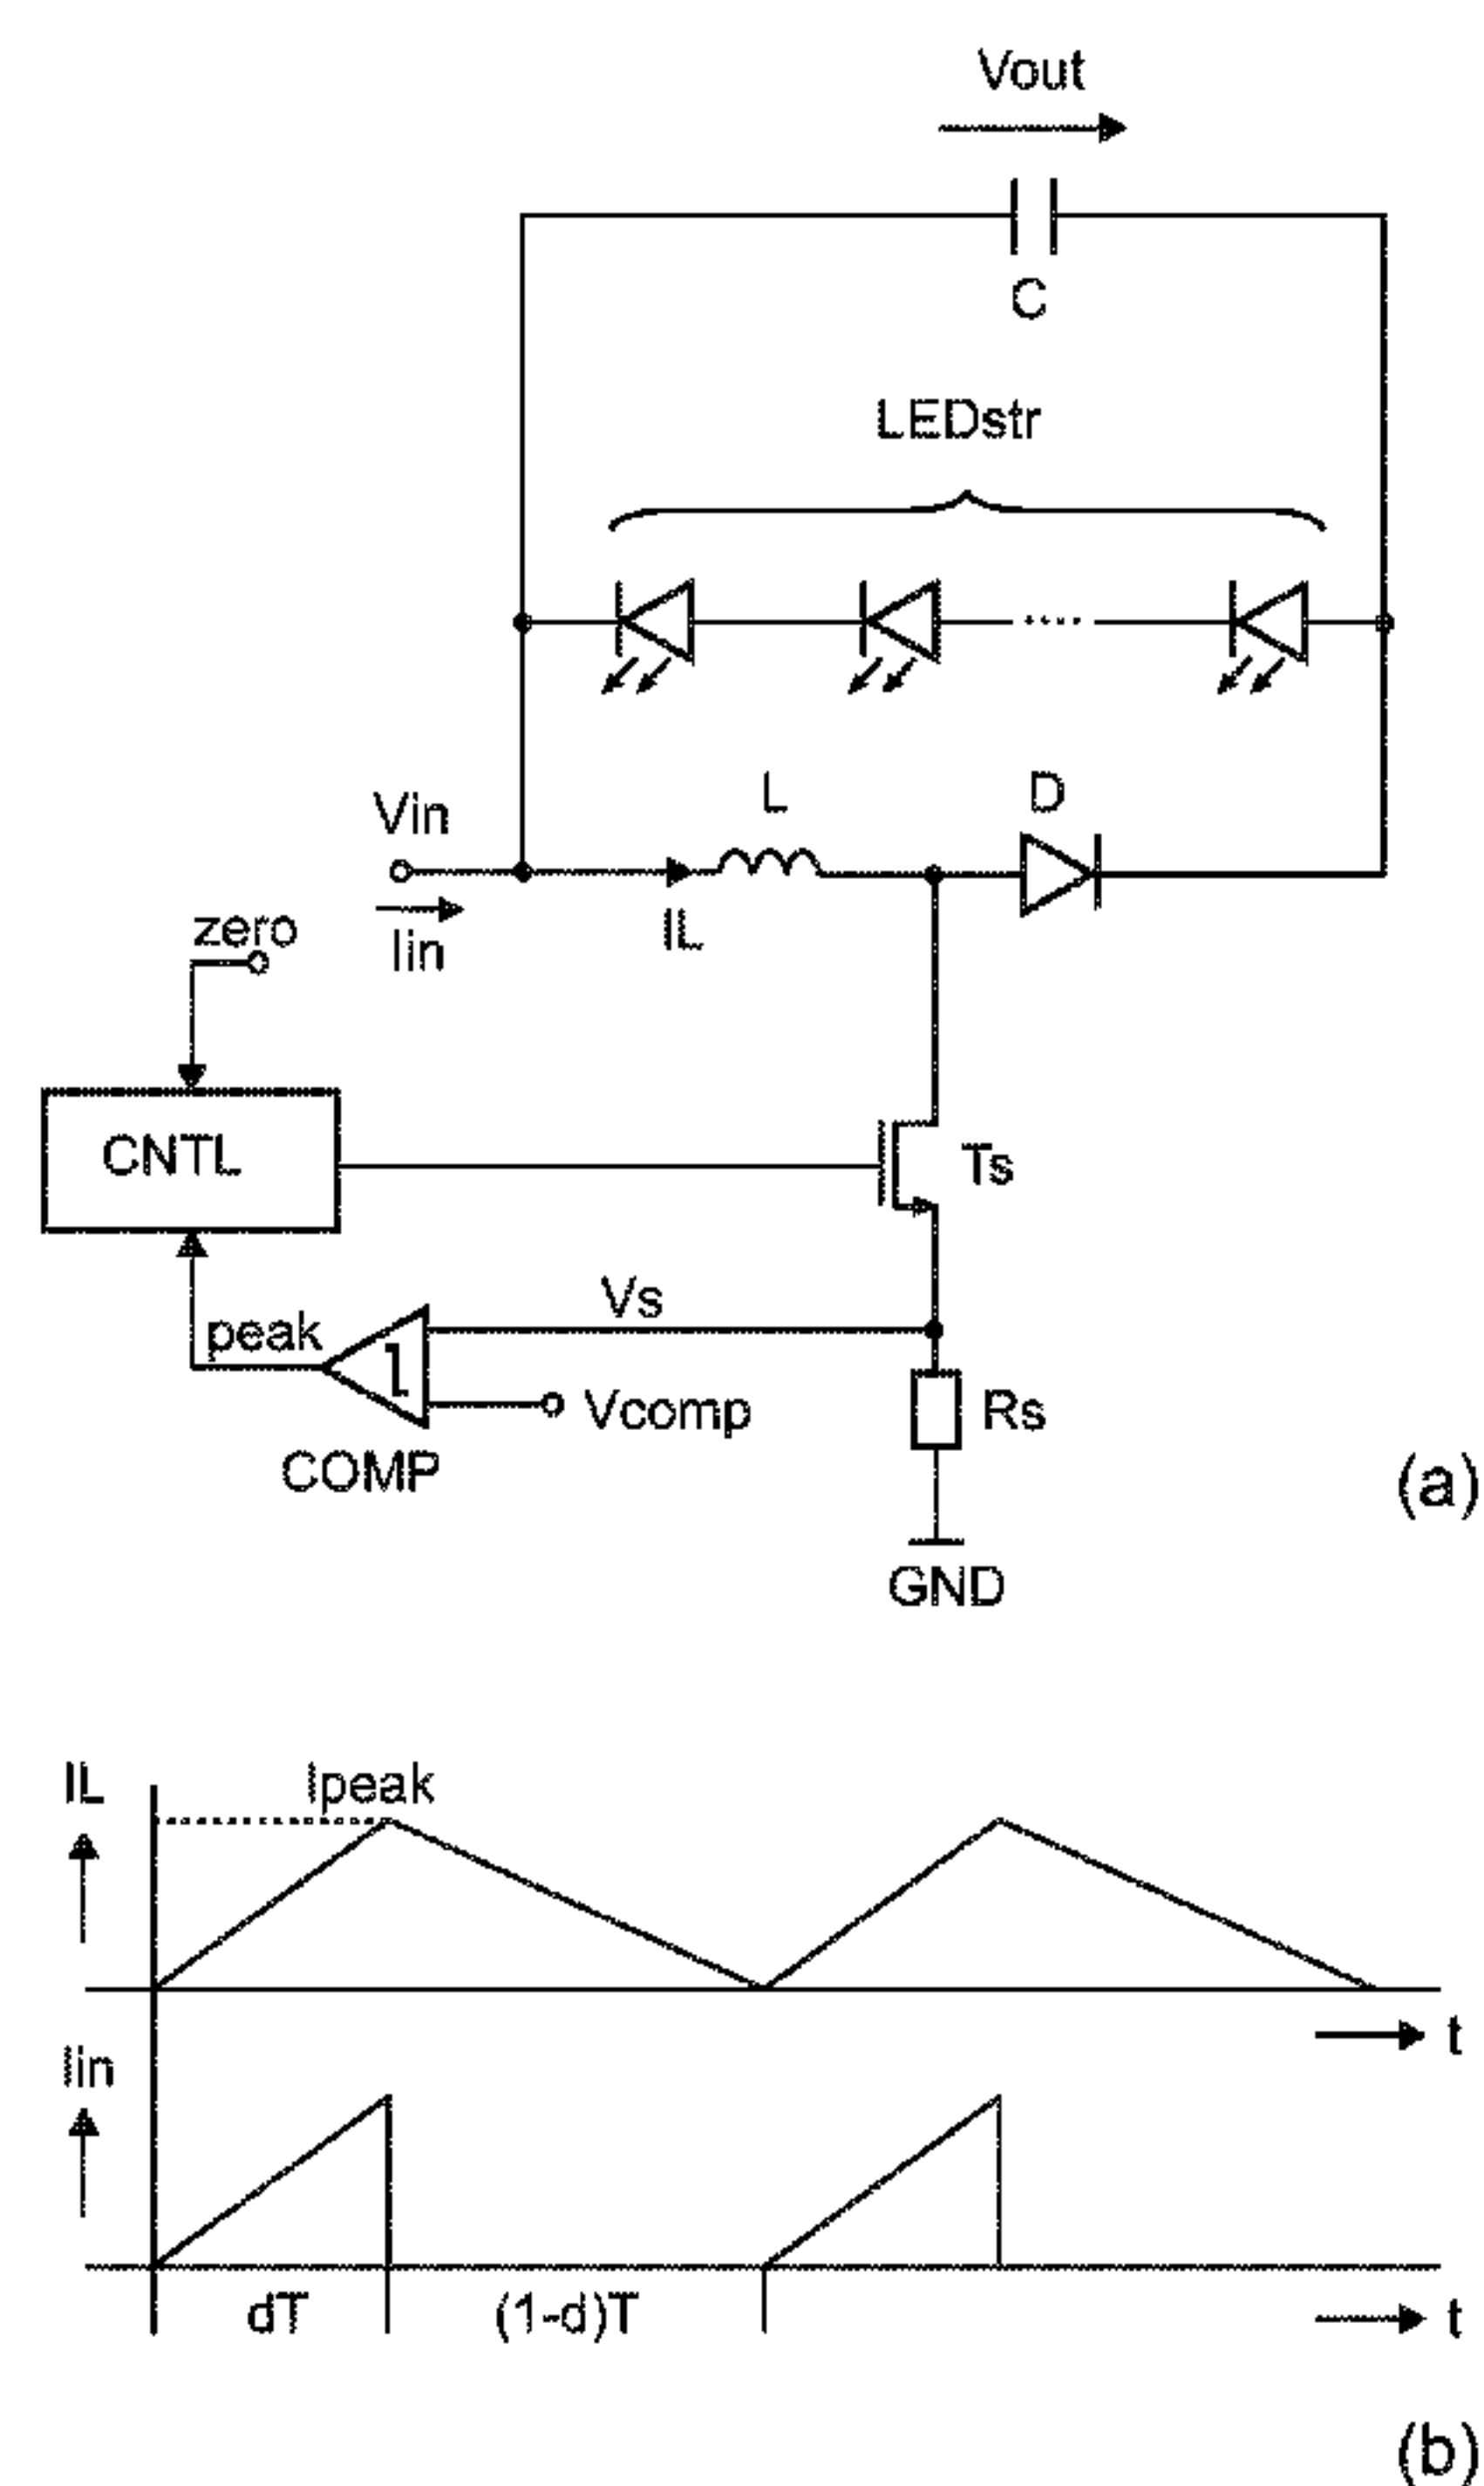 Vout
C
LEDstr
L
D
Vin
Iin
IL
zero
CNTL
Ts
Vs
peak
Vcomp
Rs
COMP
(a)
GND
IL
Ipeak
t
Iin
dT
(1-d)T
t
(b)